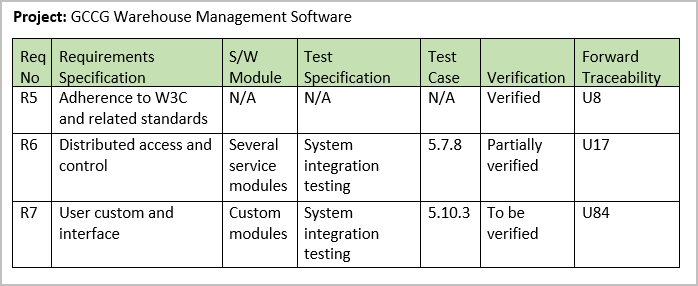 Project: GCCG Warehouse Management Software
Req No | Requirements Specification | S/W Module | Test Specification | Test Case | Verification | Forward Traceability
R5 | Adherence to W3C and related standards | N/A | N/A | N/A | Verified | U8
R6 | Distributed access and control | Several service modules | System integration testing | 5.7.8 | Partially verified | U17
R7 | User custom and interface | Custom modules | System integration testing | 5.10.3 | To be verified | U84